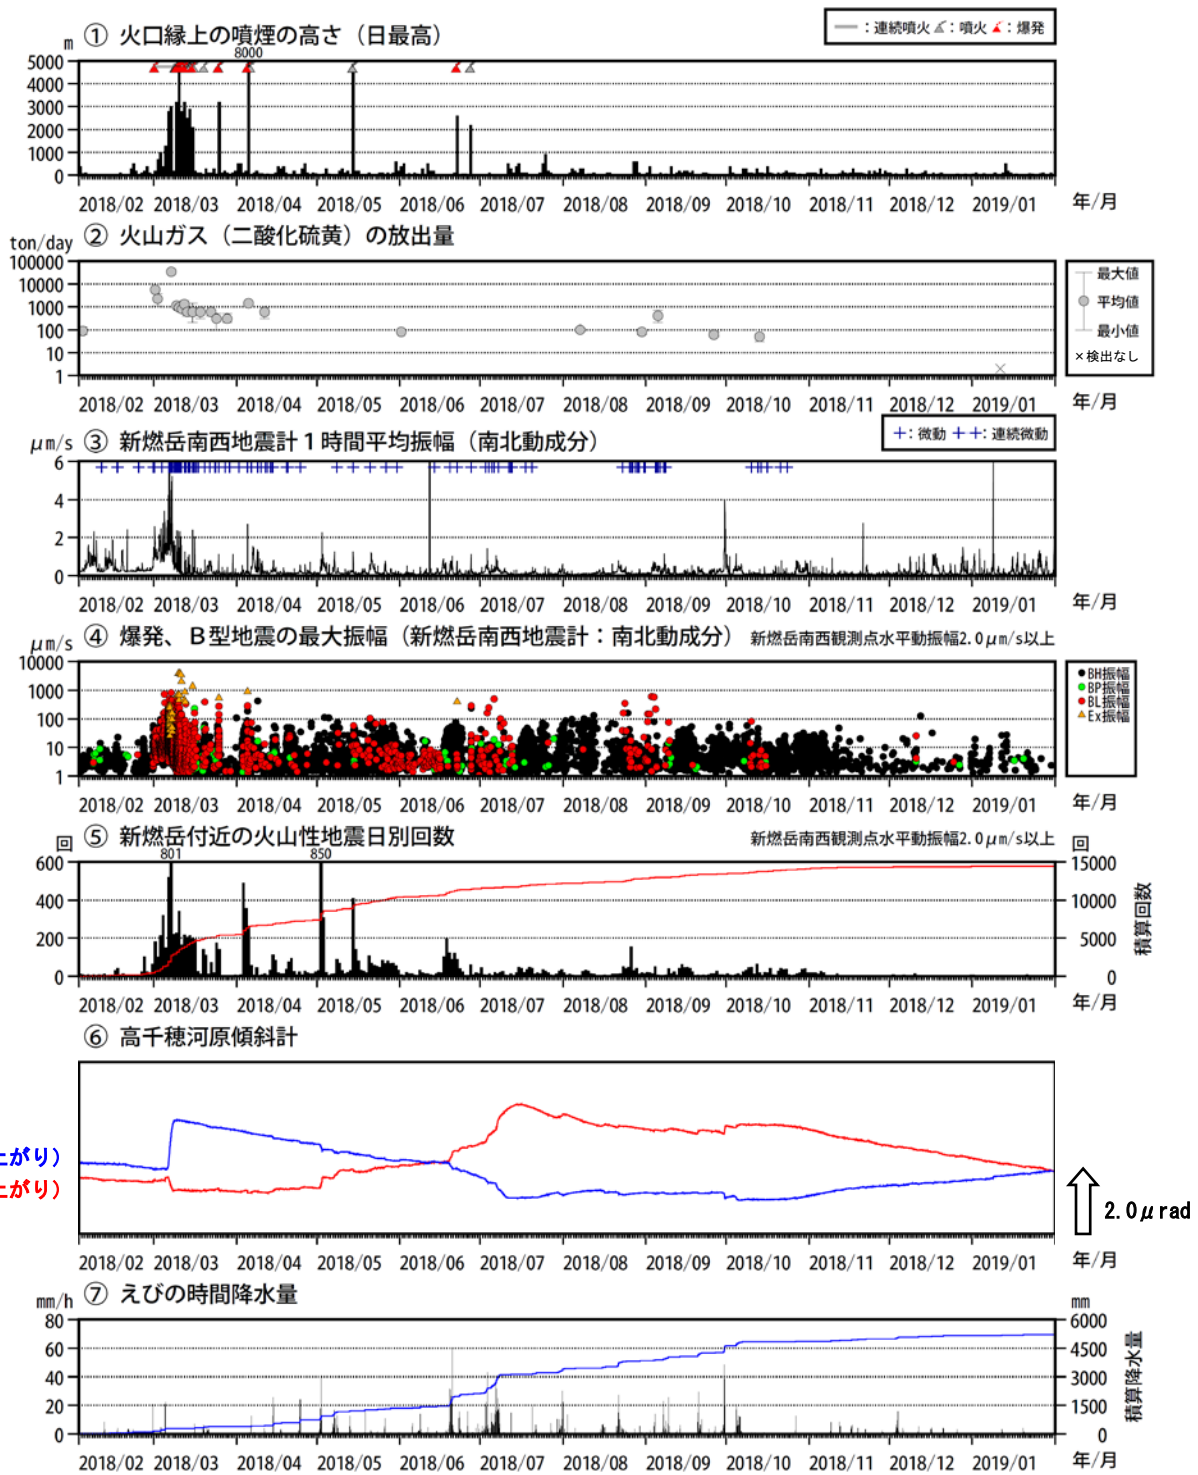 ① 火口縁上の噴煙の高さ（日最高）
━ : 連続噴火 : 噴火 : 爆発
m
8000
5000
4000
3000
2000
1000
0
2018/02 2018/03 2018/04 2018/05 2018/06 2018/07 2018/08 2018/09 2018/10 2018/11 2018/12 2019/01 年/月
② 火山ガス（二酸化硫黄）の放出量
ton/day
100000
10000
1000
100
10
1
最大値
平均値
最小値
×検出なし
2018/02 2018/03 2018/04 2018/05 2018/06 2018/07 2018/08 2018/09 2018/10 2018/11 2018/12 2019/01 年/月
③ 新燃岳南西地震計１時間平均振幅（南北動成分）
+: 微動 ++: 連続微動
μm/s
6
4
2
0
2018/02 2018/03 2018/04 2018/05 2018/06 2018/07 2018/08 2018/09 2018/10 2018/11 2018/12 2019/01 年/月
④ 爆発、Ｂ型地震の最大振幅（新燃岳南西地震計：南北動成分） 新燃岳南西観測点水平動振幅2.0μm/s以上
μm/s
10000
1000
100
10
1
BH振幅
BP振幅
BL振幅
Ex振幅
2018/02 2018/03 2018/04 2018/05 2018/06 2018/07 2018/08 2018/09 2018/10 2018/11 2018/12 2019/01 年/月
⑤ 新燃岳付近の火山性地震日別回数 新燃岳南西観測点水平動振幅2.0μm/s以上
回 801 850 回
600 15000
400 10000
200 5000
0 0
積算回数
2018/02 2018/03 2018/04 2018/05 2018/06 2018/07 2018/08 2018/09 2018/10 2018/11 2018/12 2019/01 年/月
⑥ 高千穂河原傾斜計
上がり）
上がり）
2.0μrad
2018/02 2018/03 2018/04 2018/05 2018/06 2018/07 2018/08 2018/09 2018/10 2018/11 2018/12 2019/01 年/月
⑦ えびの時間降水量
mm/h mm
80 6000
60 4500
40 3000
20 1500
0 0
積算降水量
2018/02 2018/03 2018/04 2018/05 2018/06 2018/07 2018/08 2018/09 2018/10 2018/11 2018/12 2019/01 年/月